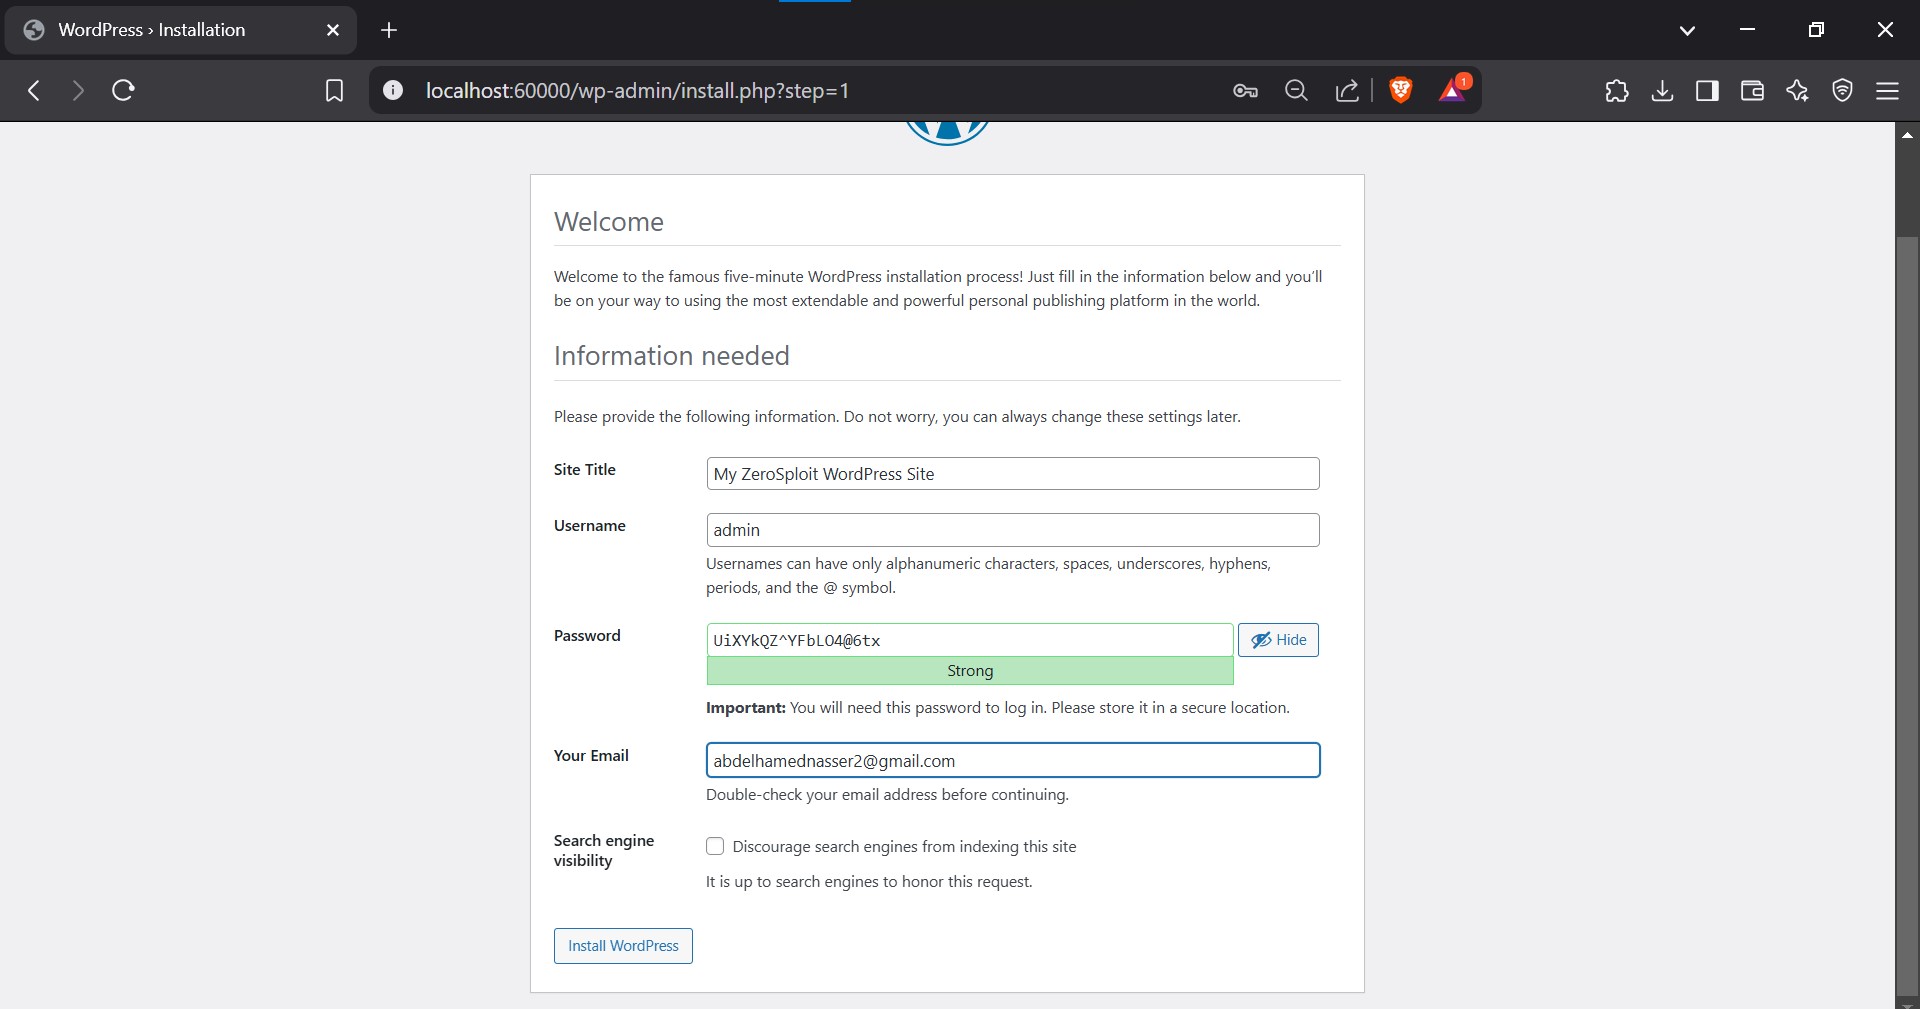 WordPress › Installation
localhost:60000/wp-admin/install.php?step=1
1
Welcome
Welcome to the famous five-minute WordPress installation process! Just fill in the information below and you'll
be on your way to using the most extendable and powerful personal publishing platform in the world.
Information needed
Please provide the following information. Do not worry, you can always change these settings later.
Site Title
My ZeroSploit WordPress Site
Username
admin
Usernames can have only alphanumeric characters, spaces, underscores, hyphens,
periods, and the @ symbol.
Password
UiXYkQZ^YFbLO4@6tx
Hide
Strong
Important: You will need this password to log in. Please store it in a secure location.
Your Email
abdelhamednasser2@gmail.com
Double-check your email address before continuing.
Search engine
visibility
Discourage search engines from indexing this site
It is up to search engines to honor this request.
Install WordPress